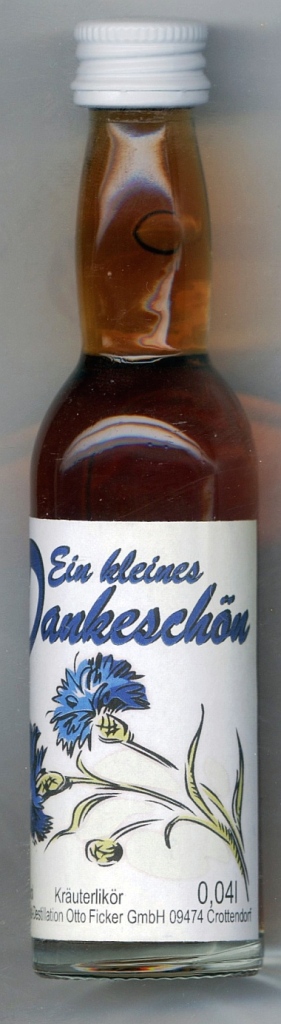 Ein kleines
Dankeschön
Kräuterlikör 0,04l
Destillation Otto Ficker GmbH 09474 Crottendorf